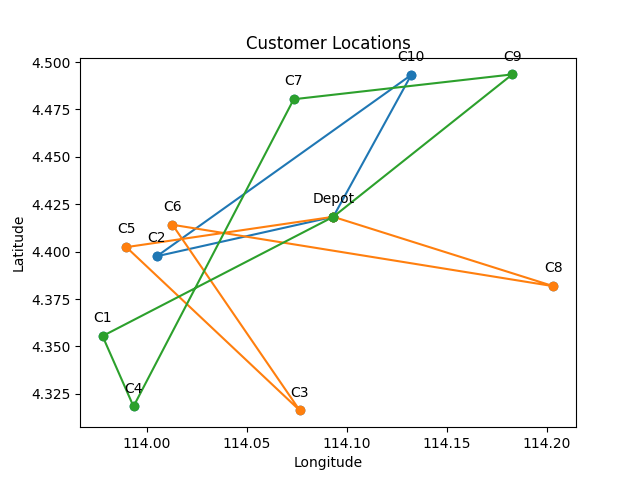 Customer Locations
C10
C9
C7
Depot
C6
C5
C2
C8
C1
C4
C3
4.500
4.475
4.450
4.425
4.400
4.375
4.350
4.325
Latitude
114.00
114.05
114.10
114.15
114.20
Longitude